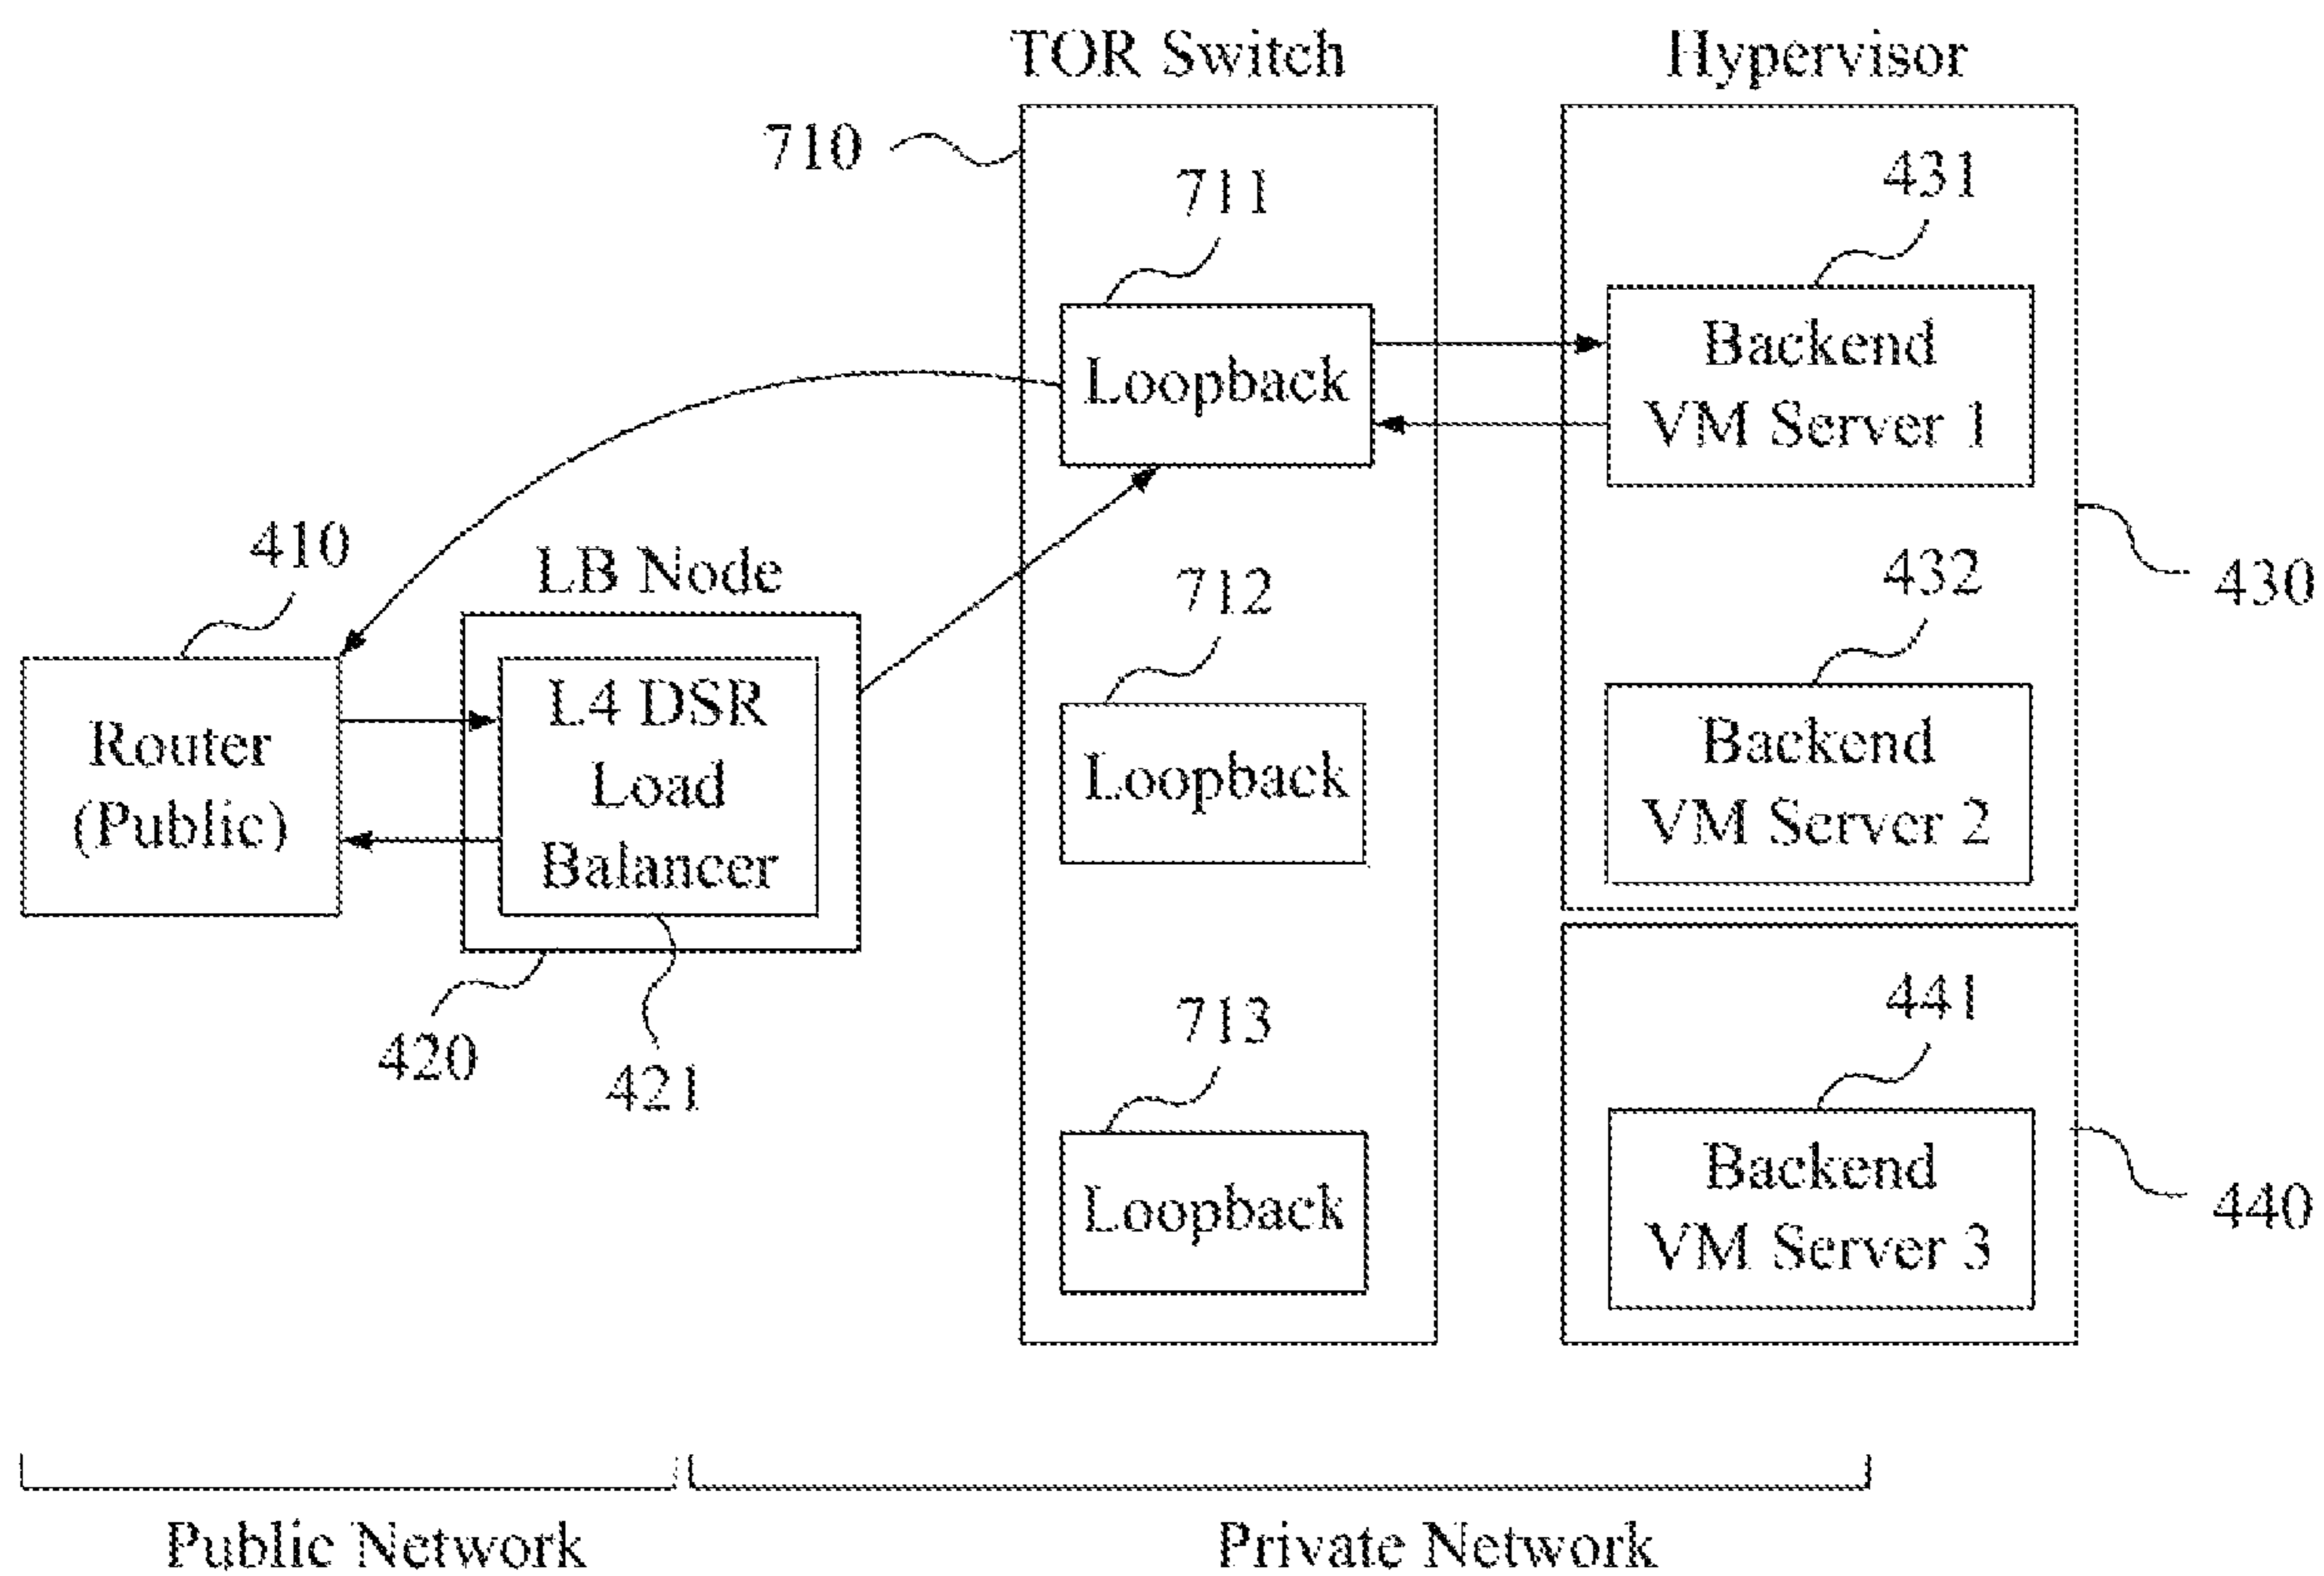 TOR Switch
Hypervisor
710
711
431
Loopback
Backend
VM Server 1
410
LB Node
712
432
430
Router
(Public)
L4 DSR
Load
Balancer
Loopback
Backend
VM Server 2
420
421
713
441
Loopback
Backend
VM Server 3
440
Public Network
Private Network